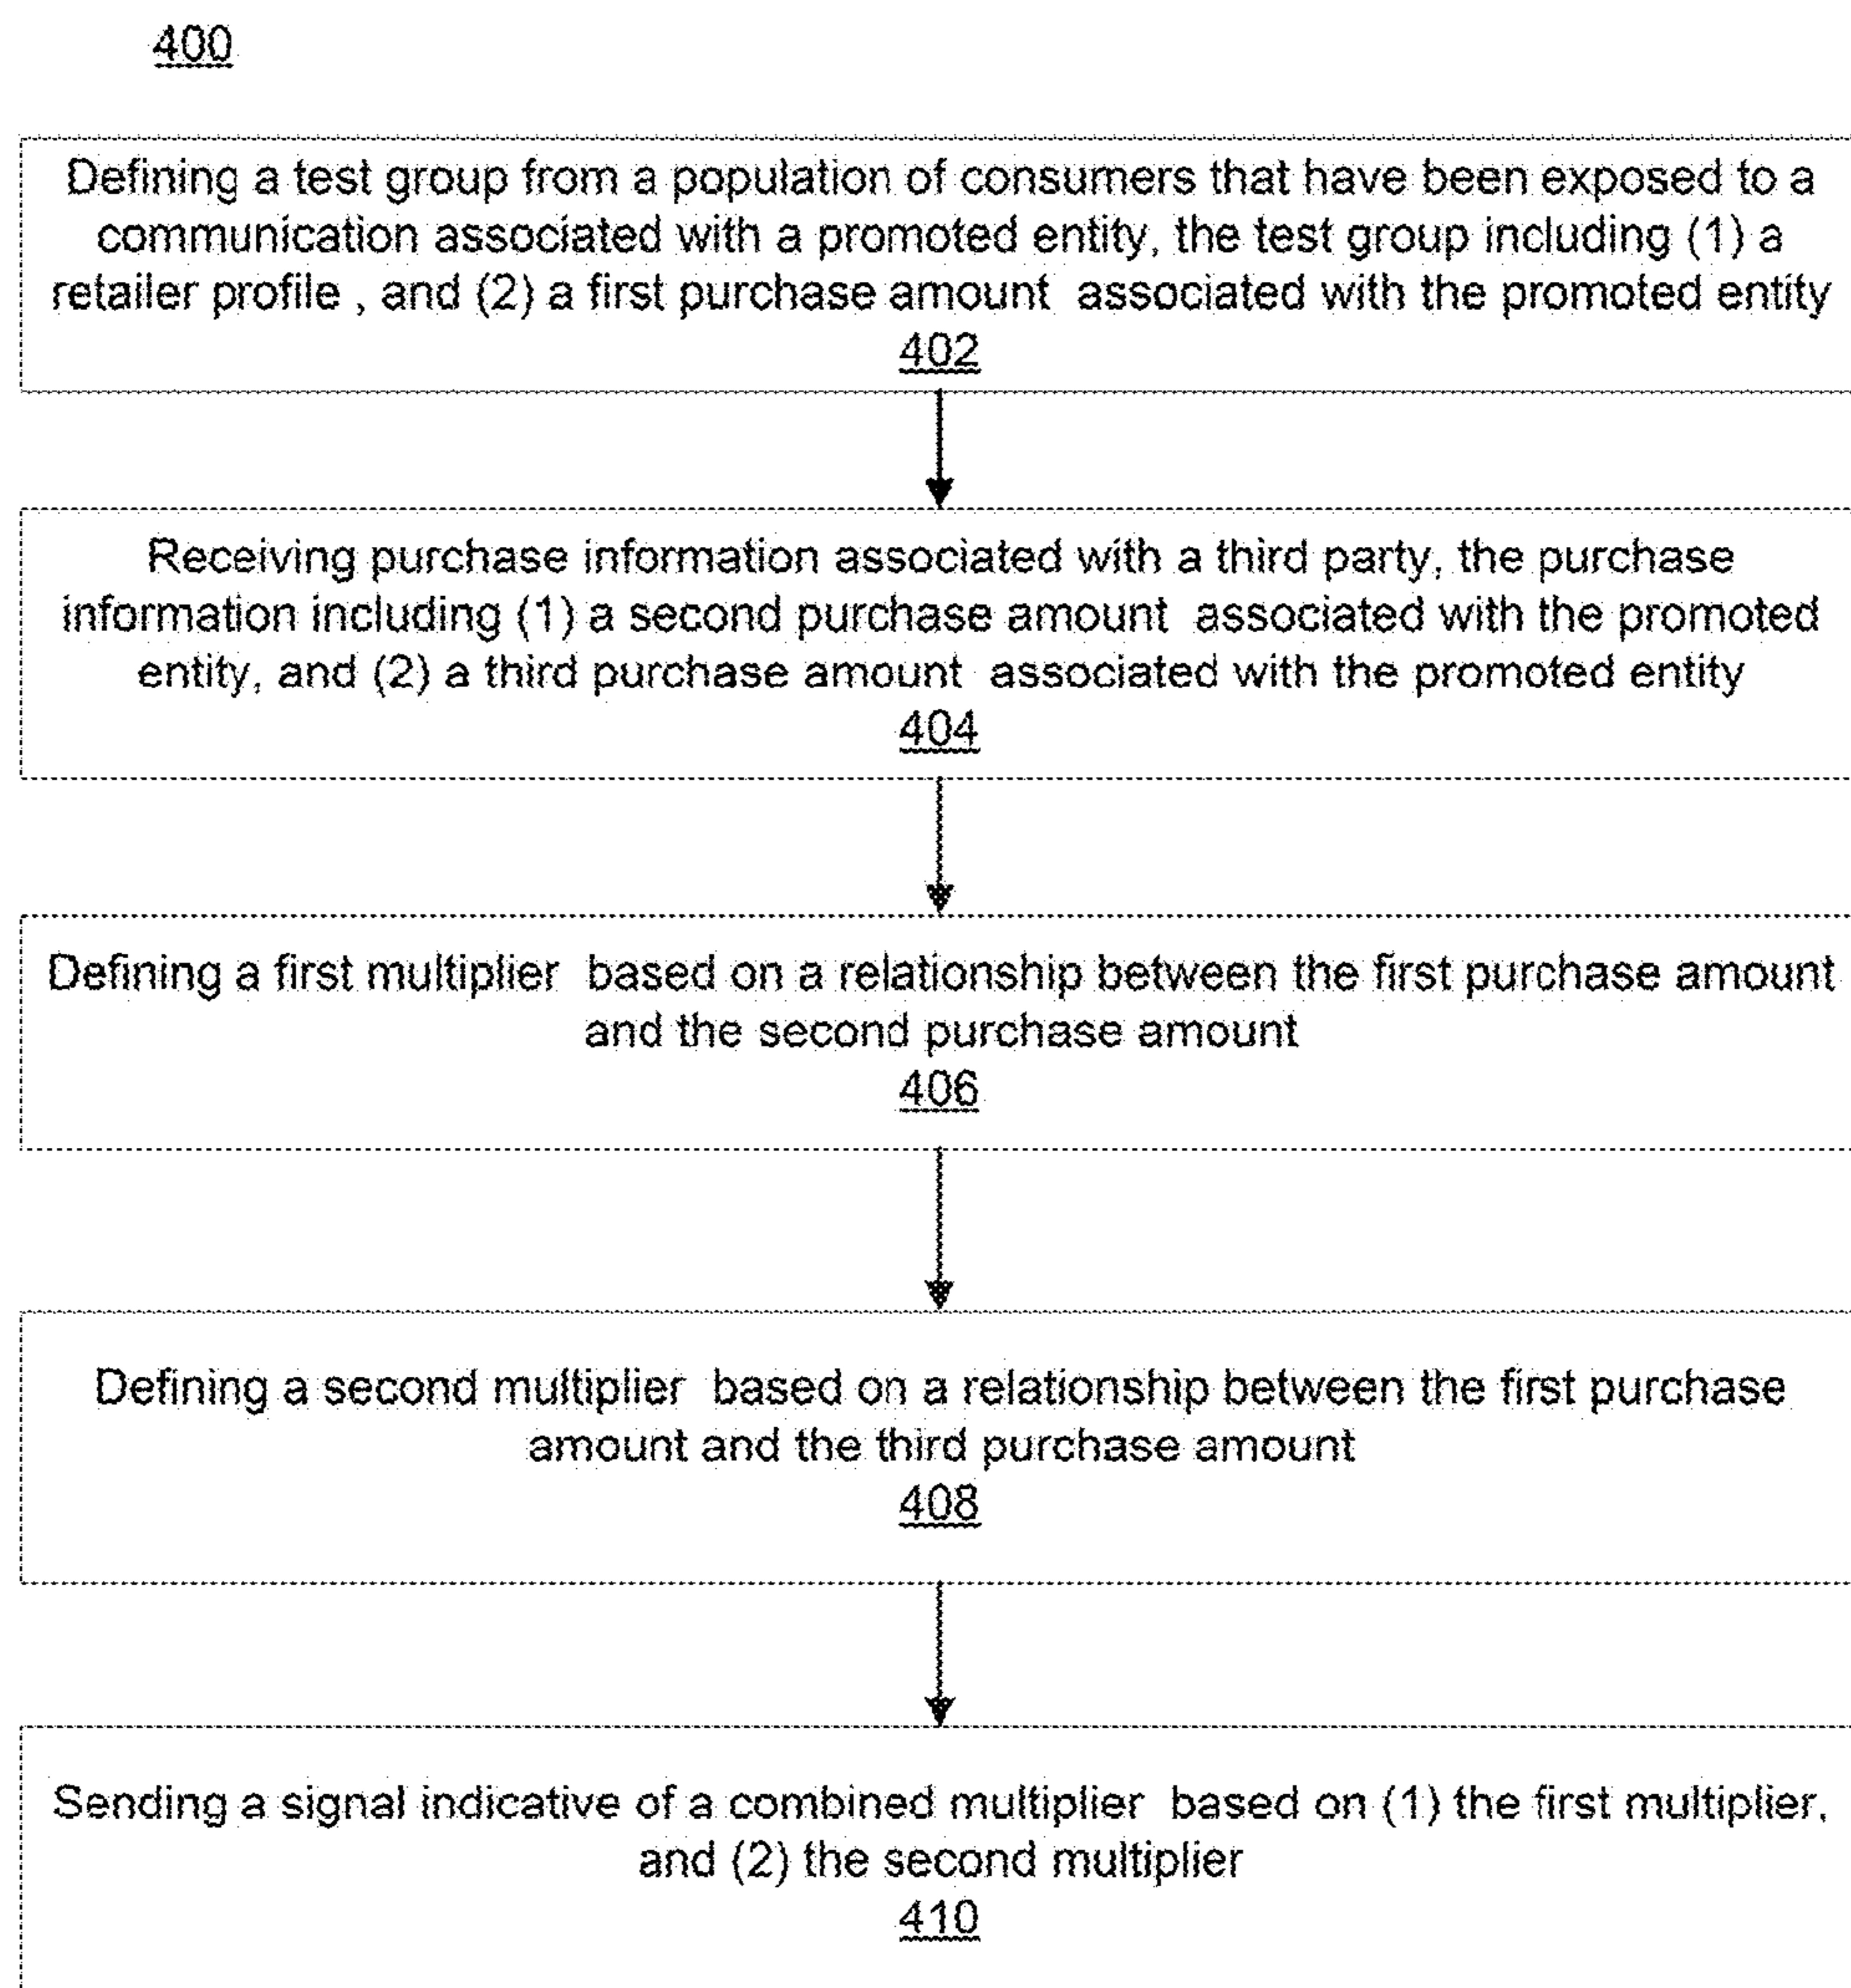 400
Defining a test group from a population of consumers that have been exposed to a
communication associated with a promoted entity, the test group including (1) a
retailer profile , and (2) a first purchase amount associated with the promoted entity
402
Receiving purchase information associated with a third party, the purchase
information including (1) a second purchase amount associated with the promoted
entity, and (2) a third purchase amount associated with the promoted entity
404
Defining a first multiplier based on a relationship between the first purchase amount
and the second purchase amount
406
Defining a second multiplier based on a relationship between the first purchase
amount and the third purchase amount
408
Sending a signal indicative of a combined multiplier based on (1) the first multiplier,
and (2) the second multiplier
410